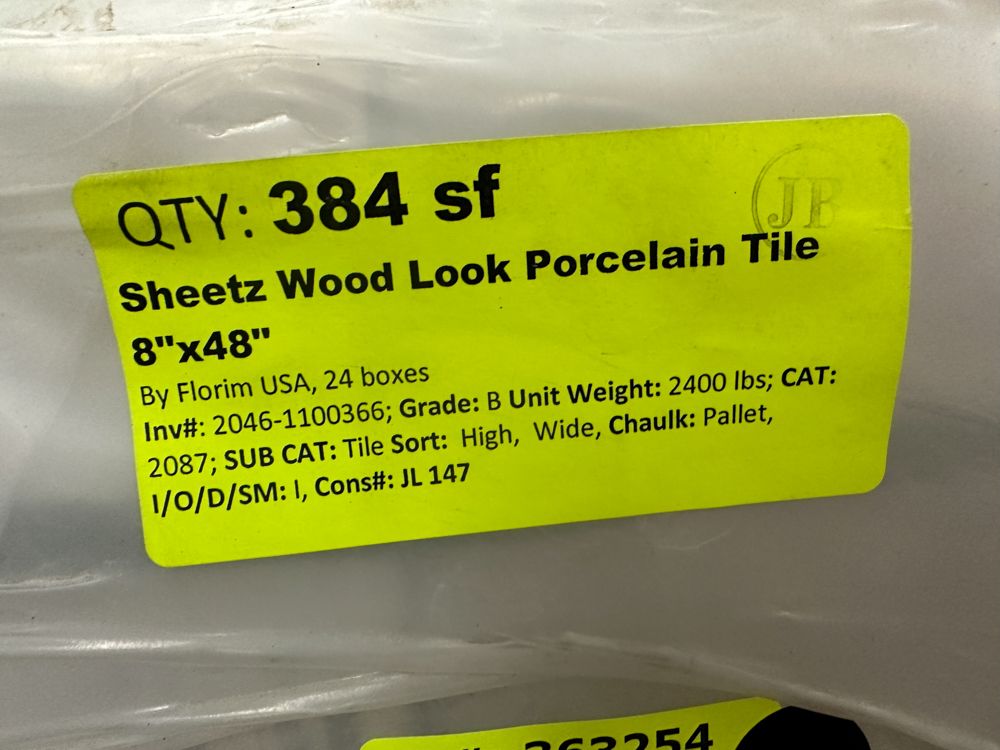 QTY: 384 sf
JB
Sheetz Wood Look Porcelain Tile
8"x48"
By Florim USA, 24 boxes
Inv#: 2046-1100366; Grade: B Unit Weight: 2400 lbs; CAT:
2087; SUB CAT: Tile Sort: High, Wide, Chaulk: Pallet,
I/O/D/SM: I, Cons#: JL 147
363254